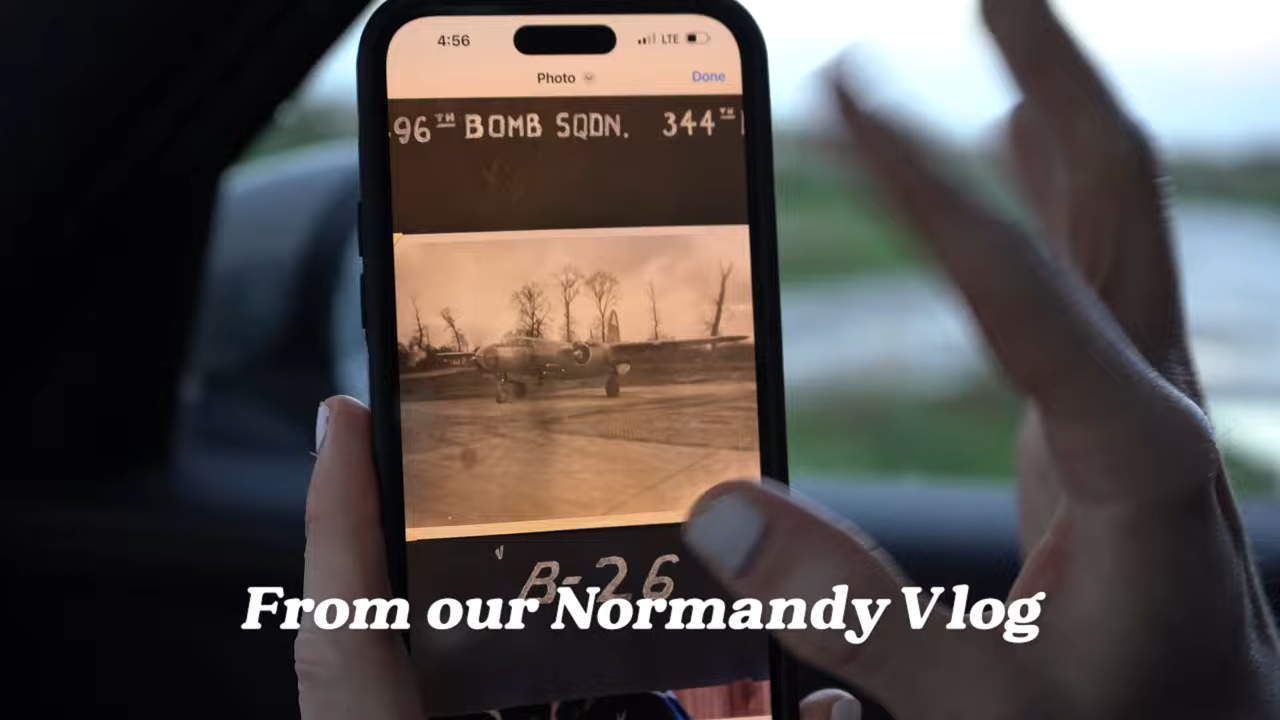 4:56
LTE
Photo
Done
96TH BOMB SQDN. 344TH
B-26
From our Normandy Vlog